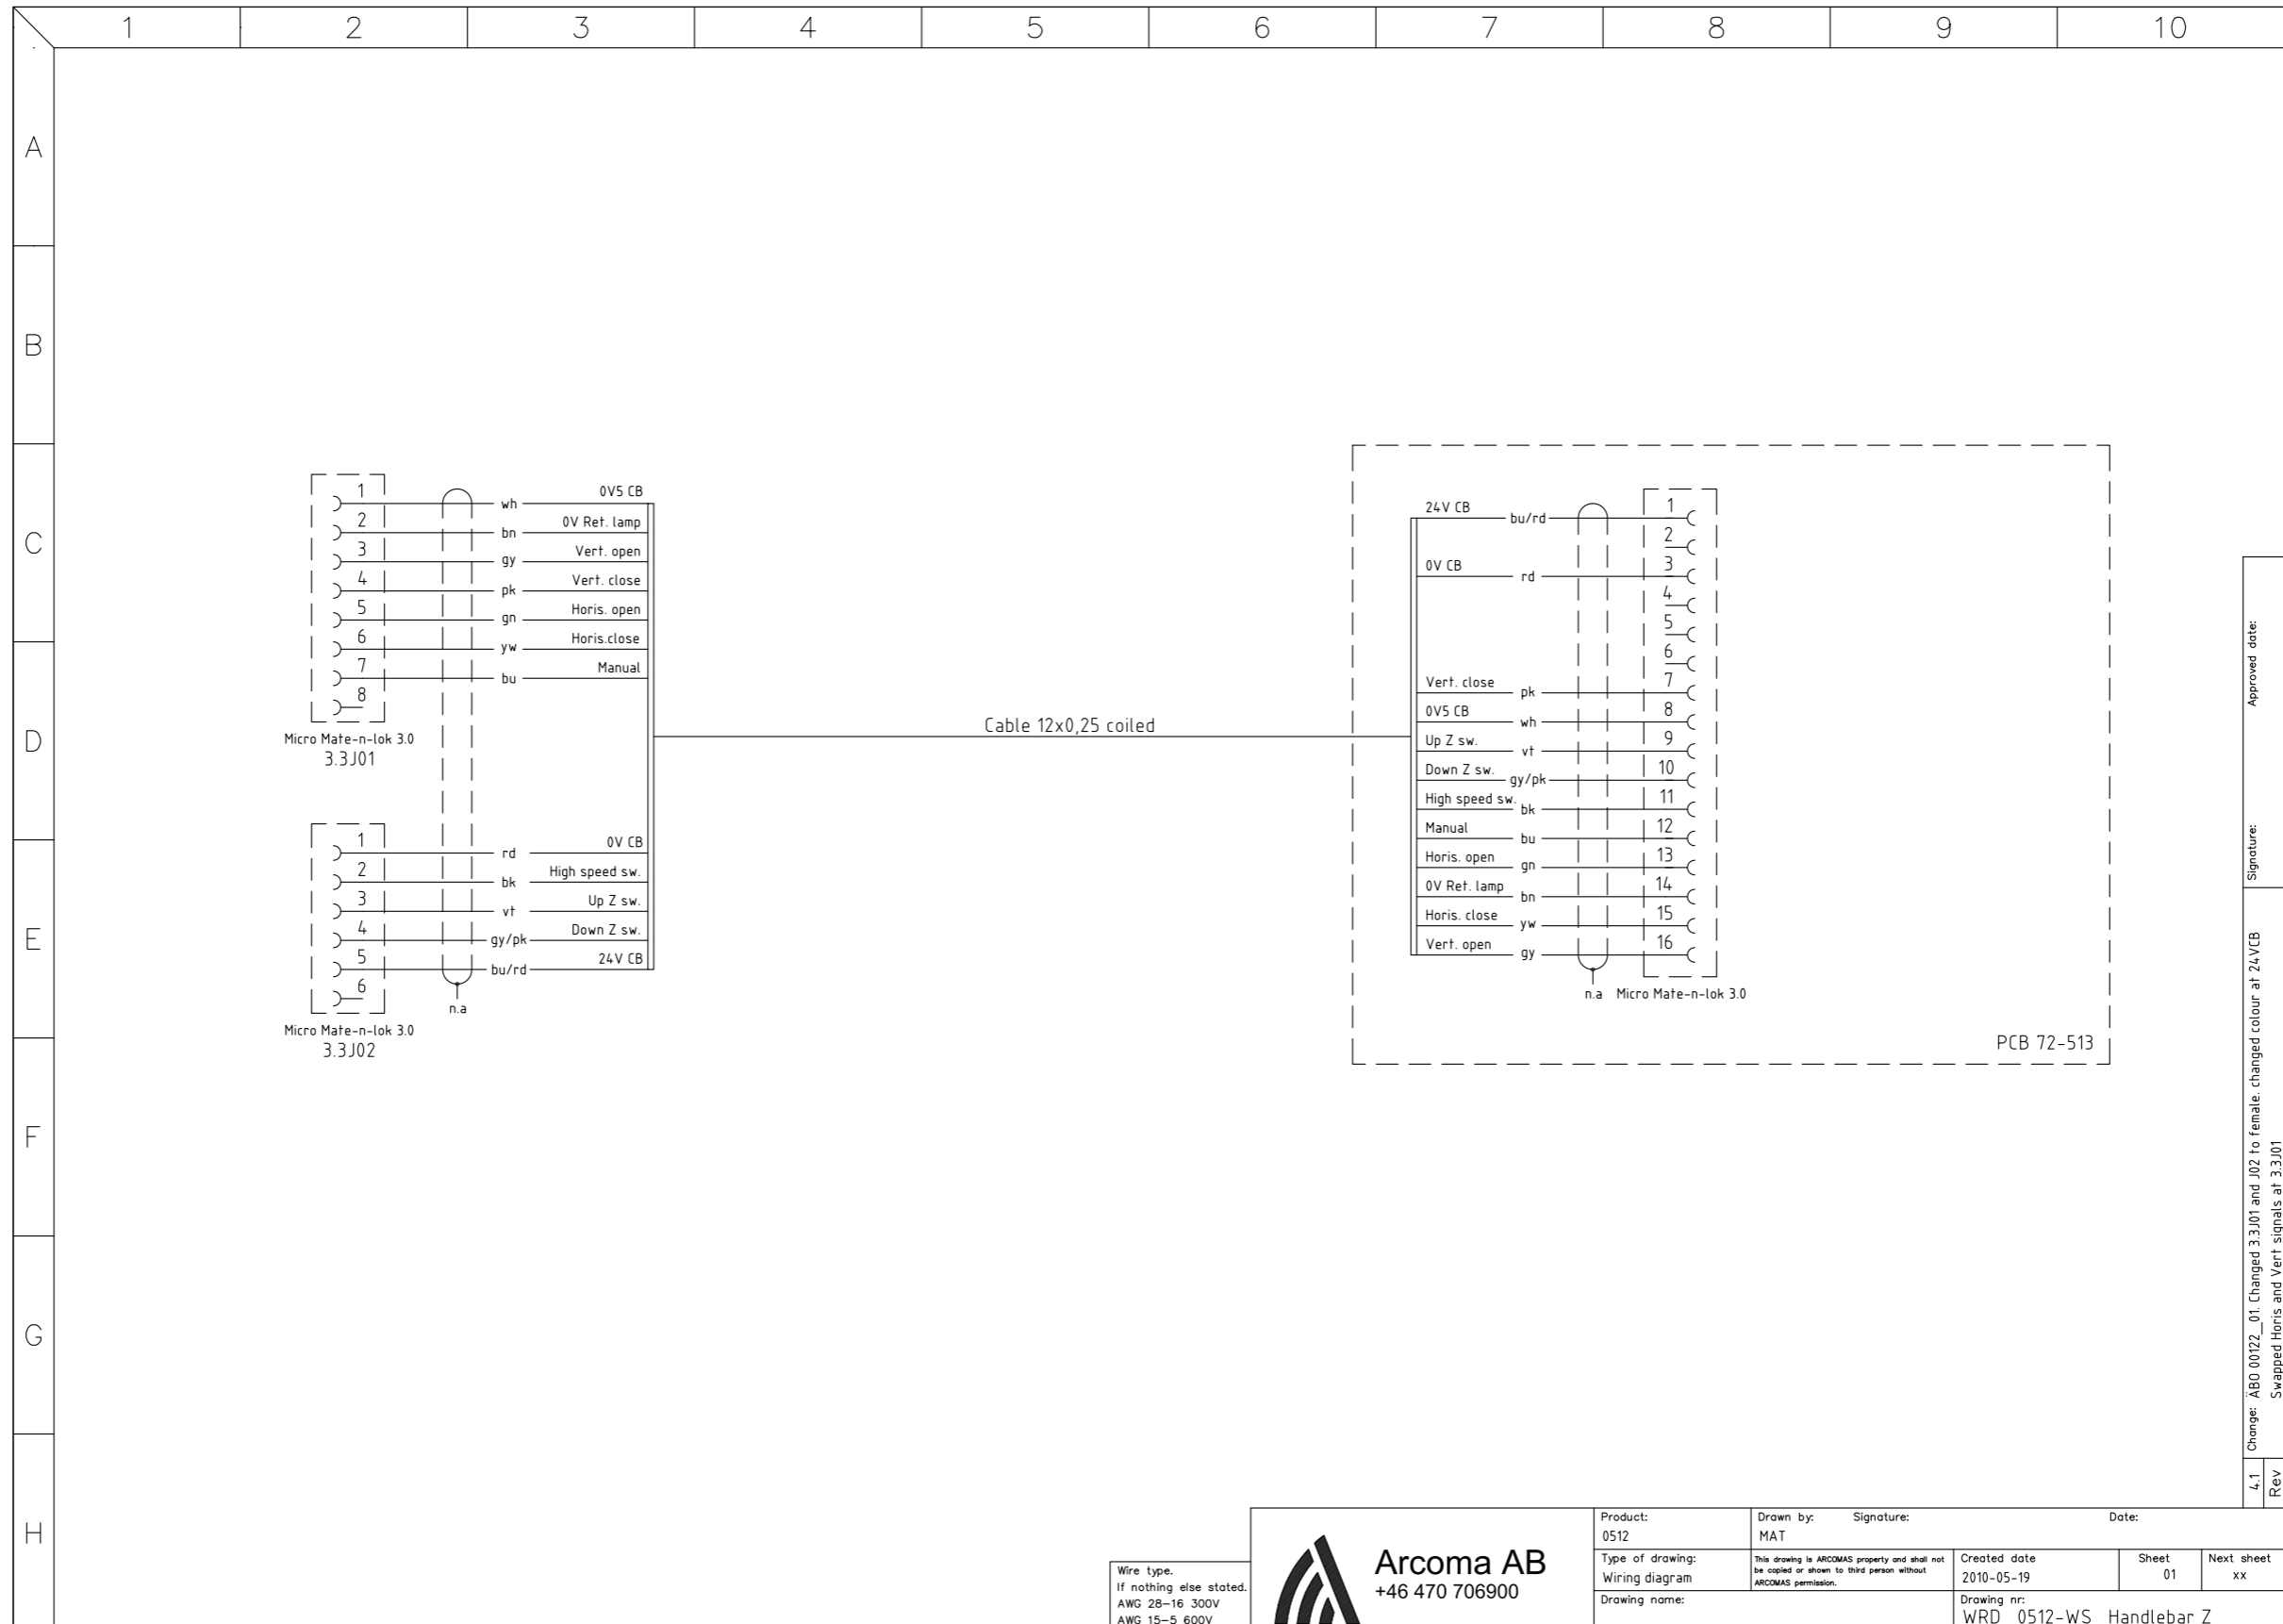 1 2 3 4 5 6 7 8 9 10
A
B
C
D
E
F
G
H
1 wh 0V5 CB
2 bn 0V Ret. lamp
3 gy Vert. open
4 pk Vert. close
5 gn Horis. open
6 yw Horis.close
7 bu Manual
8
Micro Mate-n-lok 3.0
3.3J01
1 rd 0V CB
2 bk High speed sw.
3 vt Up Z sw.
4 gy/pk Down Z sw.
5 bu/rd 24V CB
6
n.a
Micro Mate-n-lok 3.0
3.3J02
Cable 12x0,25 coiled
24V CB bu/rd 1
2
0V CB rd 3
4
5
6
Vert. close pk 7
0V5 CB wh 8
Up Z sw. vt 9
Down Z sw. gy/pk 10
High speed sw. bk 11
Manual bu 12
Horis. open gn 13
0V Ret. lamp bn 14
Horis. close yw 15
Vert. open gy 16
n.a Micro Mate-n-lok 3.0
PCB 72-513
Approved date:
Signature:
Change: ÄBO 00122_01. Changed 3.3J01 and J02 to female. changed colour at 24VCB
Swapped Horis and Vert signals at 3.3J01
4.1
Rev
Wire type.
If nothing else stated.
AWG 28-16 300V
AWG 15-5 600V
Arcoma AB
+46 470 706900
Product:
0512
Drawn by: Signature: Date:
MAT
Type of drawing:
Wiring diagram
This drawing is ARCOMAS property and shall not
be copied or shown to third person without
ARCOMAS permission.
Created date
2010-05-19
Sheet
01
Next sheet
xx
Drawing name:
Drawing nr:
WRD_0512-WS_Handlebar_Z